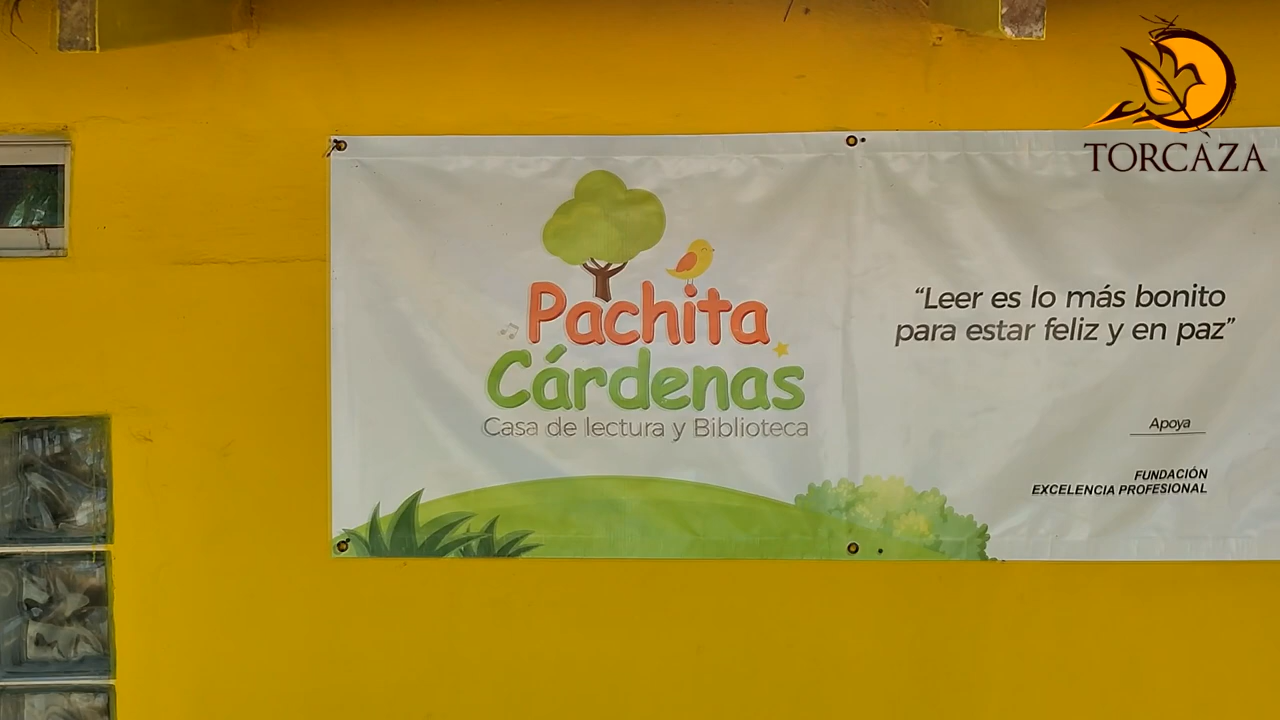 TORCAZA
Pachita
Cárdenas
Casa de lectura y Biblioteca
“Leer es lo más bonito
para estar feliz y en paz”
Apoya
FUNDACIÓN
EXCELENCIA PROFESIONAL